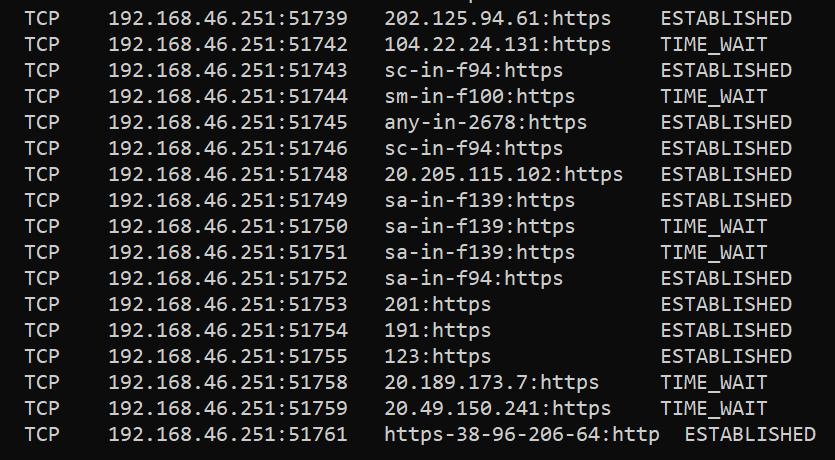 TCP    192.168.46.251:51739   202.125.94.61:https    ESTABLISHED
TCP    192.168.46.251:51742   104.22.24.131:https    TIME_WAIT
TCP    192.168.46.251:51743   sc-in-f94:https        ESTABLISHED
TCP    192.168.46.251:51744   sm-in-f100:https       TIME_WAIT
TCP    192.168.46.251:51745   any-in-2678:https      ESTABLISHED
TCP    192.168.46.251:51746   sc-in-f94:https        ESTABLISHED
TCP    192.168.46.251:51748   20.205.115.102:https   ESTABLISHED
TCP    192.168.46.251:51749   sa-in-f139:https       ESTABLISHED
TCP    192.168.46.251:51750   sa-in-f139:https       TIME_WAIT
TCP    192.168.46.251:51751   sa-in-f139:https       TIME_WAIT
TCP    192.168.46.251:51752   sa-in-f94:https        ESTABLISHED
TCP    192.168.46.251:51753   201:https              ESTABLISHED
TCP    192.168.46.251:51754   191:https              ESTABLISHED
TCP    192.168.46.251:51755   123:https              ESTABLISHED
TCP    192.168.46.251:51758   20.189.173.7:https     TIME_WAIT
TCP    192.168.46.251:51759   20.49.150.241:https    TIME_WAIT
TCP    192.168.46.251:51761   https-38-96-206-64:http  ESTABLISHED